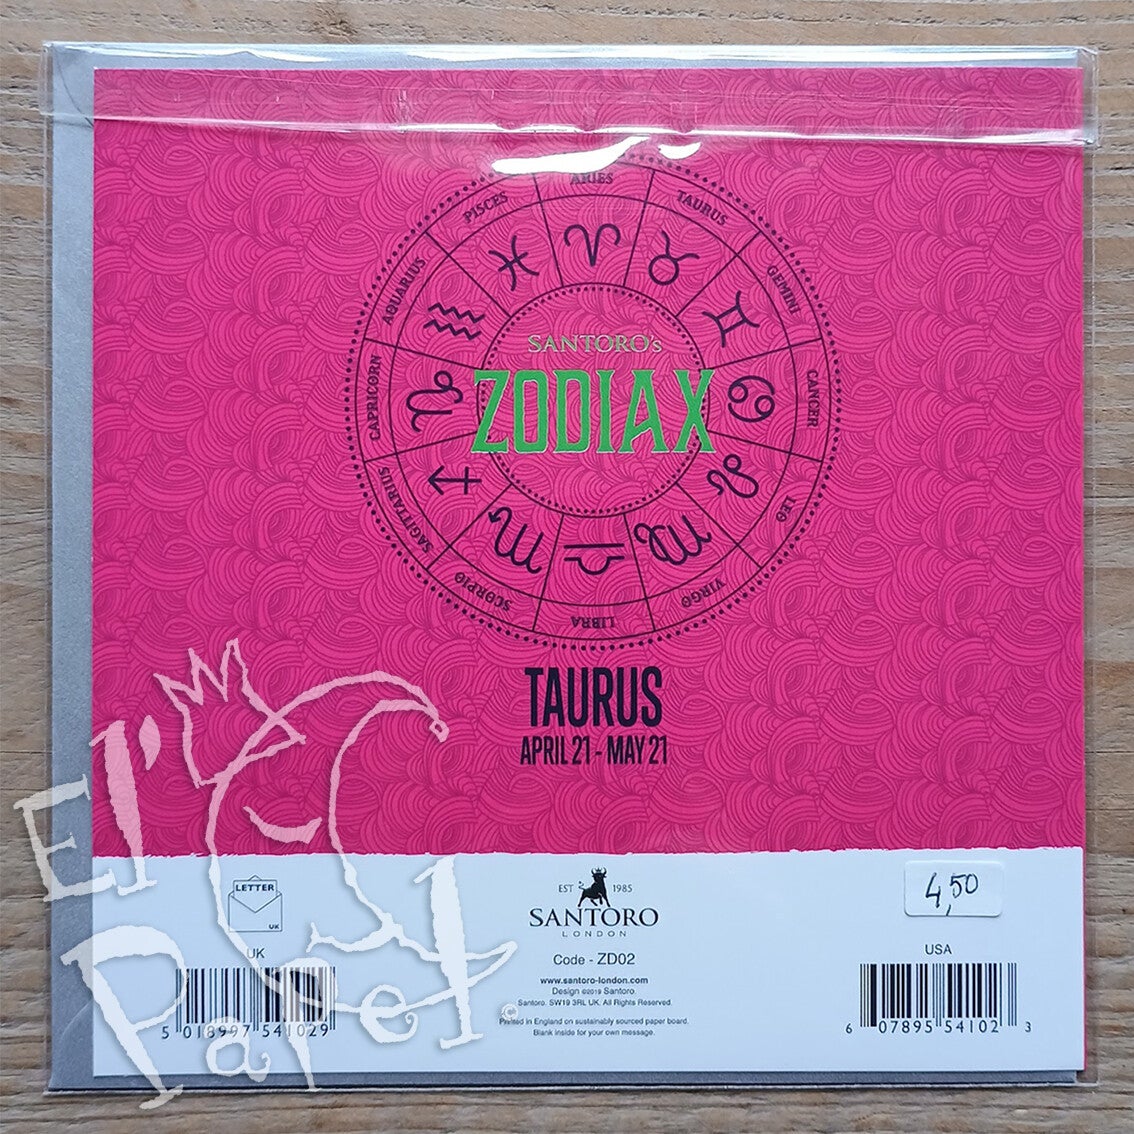 ARIES
TAURUS
GEMINI
CANCER
LEO
VIRGO
LIBRA
SCORPIO
SAGITTARIUS
CAPRICORN
AQUARIUS
PISCES
SANTORO's
ZODIAX
TAURUS
APRIL 21 - MAY 21
LETTER
UK
UK
5 018997 541029
EST 1985
SANTORO
LONDON
Code - ZD02
www.santoro-london.com
Design ©2019 Santoro.
Santoro. SW19 3RL UK. All Rights Reserved.
Printed in England on sustainably sourced paper board.
Blank inside for your own message.
4,50
USA
6 07895 54102 3
El'
Papet ©